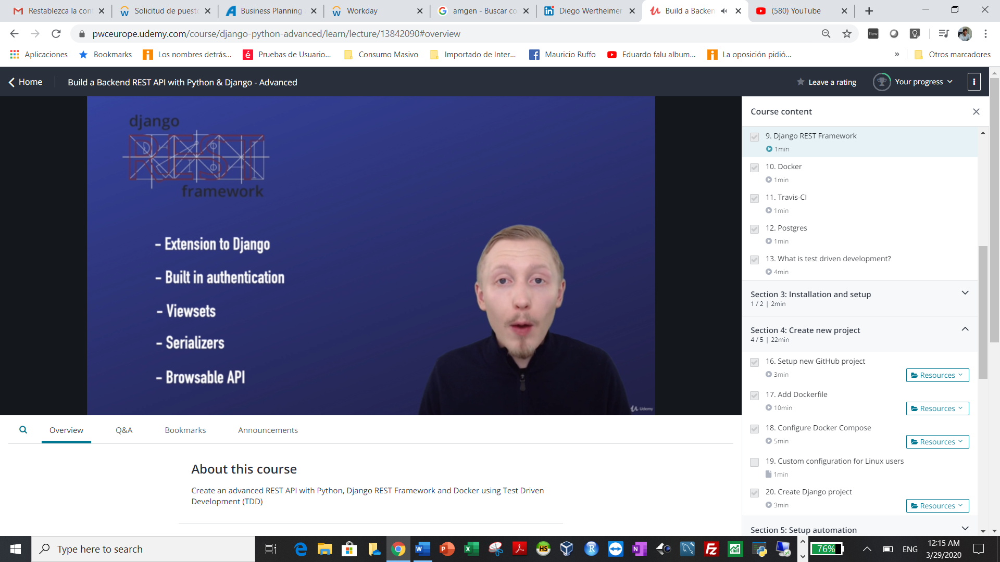 Restablezca la con
Solicitud de puesto
Business Planning
Workday
amgen - Buscar co
Diego Wertheimer
Build a Backen
(580) YouTube
pwceurope.udemy.com/course/django-python-advanced/learn/lecture/13842090#overview
Aplicaciones
Bookmarks
Los nombres detrás...
Pruebas de Usuario...
Consumo Masivo
Importado de Inter...
Mauricio Ruffo
Eduardo falu album...
La oposición pidió...
»
Otros marcadores
Home
Build a Backend REST API with Python & Django - Advanced
Leave a rating
Your progress
django
REST
framework
- Extension to Django
- Built in authentication
- Viewsets
- Serializers
- Browsable API
Udemy
Course content
9. Django REST Framework
1min
10. Docker
1min
11. Travis-CI
1min
12. Postgres
1min
13. What is test driven development?
4min
Section 3: Installation and setup
1 / 2 | 2min
Section 4: Create new project
4 / 5 | 22min
16. Setup new GitHub project
3min
Resources
17. Add Dockerfile
10min
Resources
18. Configure Docker Compose
5min
Resources
19. Custom configuration for Linux users
1min
20. Create Django project
3min
Resources
Section 5: Setup automation
Overview
Q&A
Bookmarks
Announcements
About this course
Create an advanced REST API with Python, Django REST Framework and Docker using Test Driven
Development (TDD)
Type here to search
76%
ENG
12:15 AM
3/29/2020